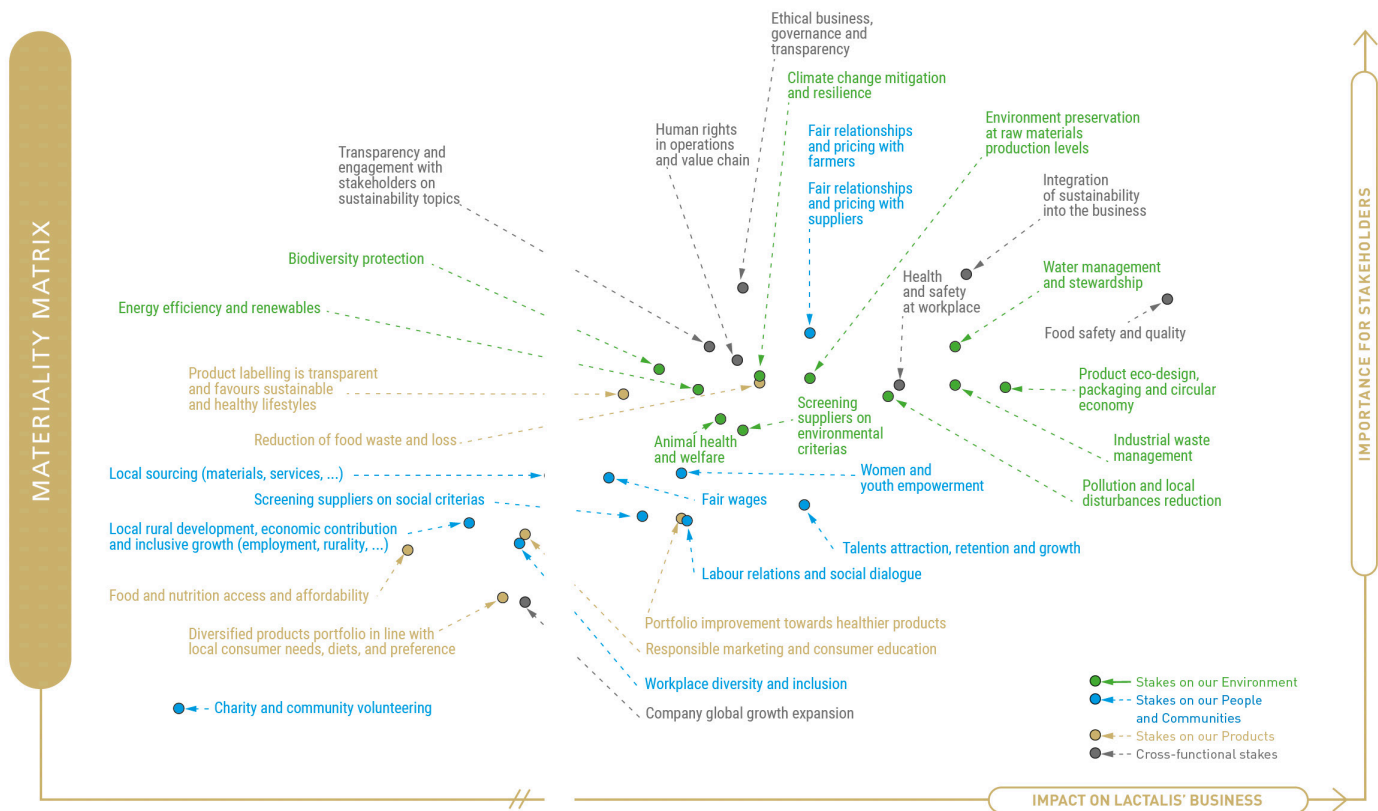 MATERIALITY MATRIX
Ethical business,
governance and
transparency
Climate change mitigation
and resilience
Human rights
in operations
and value chain
Fair relationships
and pricing with
farmers
Environment preservation
at raw materials
production levels
Transparency and
engagement with
stakeholders on
sustainability topics
Fair relationships
and pricing with
suppliers
Integration
of sustainability
into the business
Biodiversity protection
Health
and safety
at workplace
Water management
and stewardship
Energy efficiency and renewables
Food safety and quality
Product labelling is transparent
and favours sustainable
and healthy lifestyles
Product eco-design,
packaging and circular
economy
Screening
suppliers on
environmental
criterias
Reduction of food waste and loss
Animal health
and welfare
Industrial waste
management
Local sourcing (materials, services, ...)
Women and
youth empowerment
Pollution and local
disturbances reduction
Screening suppliers on social criterias
Fair wages
Local rural development, economic contribution
and inclusive growth (employment, rurality, ...)
Talents attraction, retention and growth
Labour relations and social dialogue
Food and nutrition access and affordability
Portfolio improvement towards healthier products
Diversified products portfolio in line with
local consumer needs, diets, and preference
Responsible marketing and consumer education
Workplace diversity and inclusion
Charity and community volunteering
Company global growth expansion
Stakes on our Environment
Stakes on our People
and Communities
Stakes on our Products
Cross-functional stakes
IMPORTANCE FOR STAKEHOLDERS
IMPACT ON LACTALIS' BUSINESS